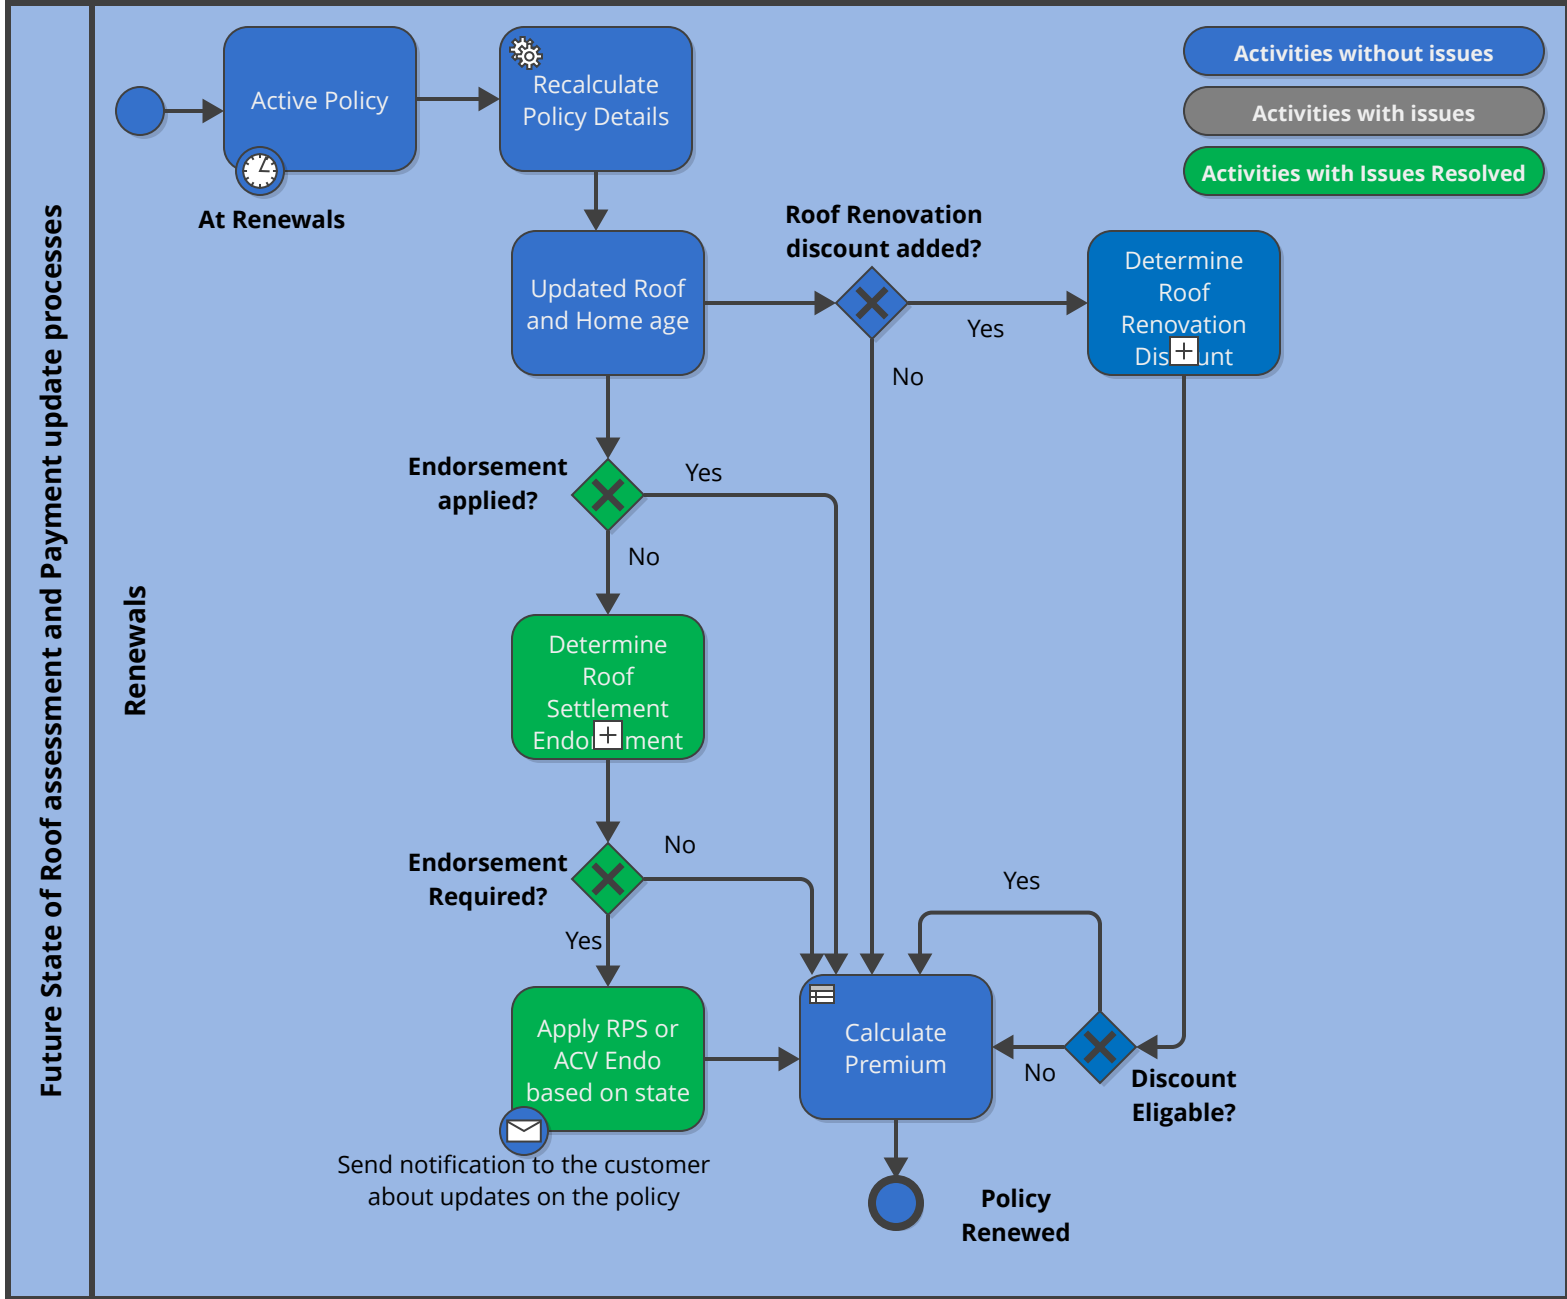 Future State of Roof assessment and Payment update processes
Renewals
Active Policy
At Renewals
Recalculate
Policy Details
Activities without issues
Activities with issues
Activities with Issues Resolved
Updated Roof
and Home age
Roof Renovation
discount added?
Yes
No
Determine
Roof
Renovation
Dis unt
Endorsement
applied?
Yes
No
Determine
Roof
Settlement
Endo ment
Endorsement
Required?
No
Yes
Apply RPS or
ACV Endo
based on state
Send notification to the customer
about updates on the policy
Calculate
Premium
Yes
No
Discount
Eligable?
Policy
Renewed